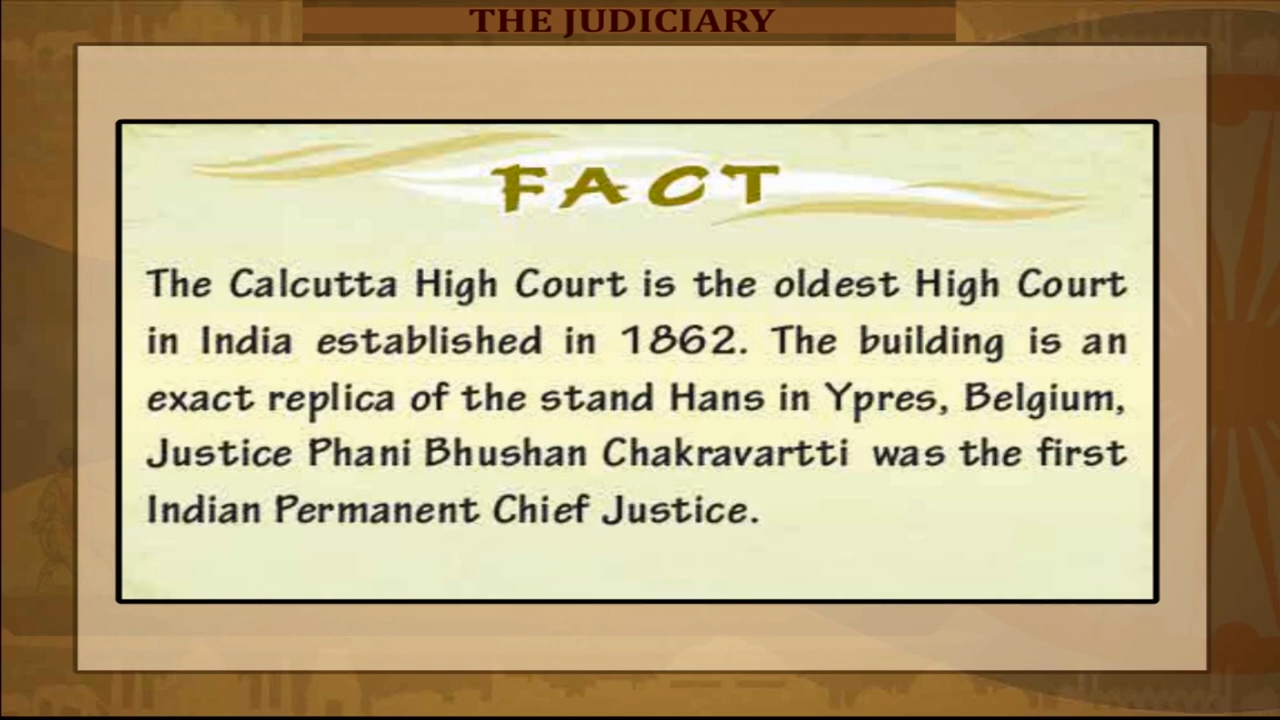 THE JUDICIARY
FACT
The Calcutta High Court is the oldest High Court
in India established in 1862. The building is an
exact replica of the stand Hans in Ypres, Belgium,
Justice Phani Bhushan Chakravartti was the first
Indian Permanent Chief Justice.